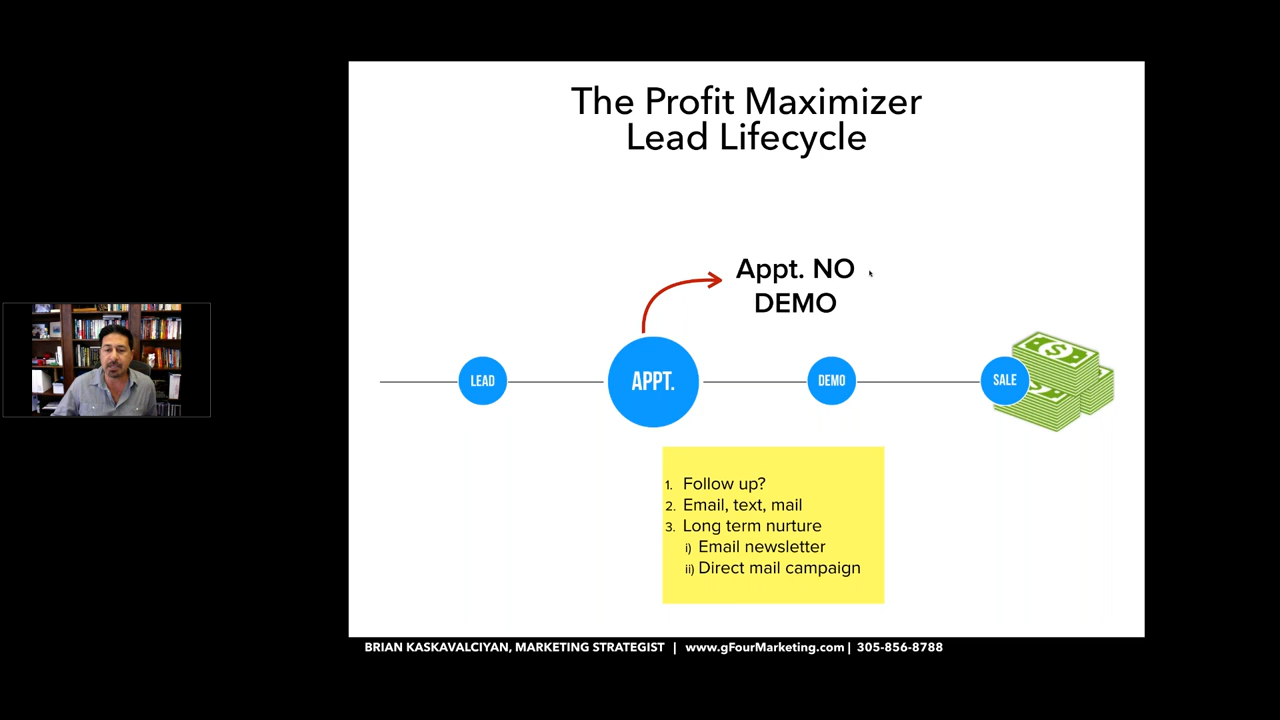 The Profit Maximizer
Lead Lifecycle
Appt. NO
DEMO
LEAD
APPT.
DEMO
SALE
1. Follow up?
2. Email, text, mail
3. Long term nurture
i) Email newsletter
ii) Direct mail campaign
BRIAN KASKAVALCIYAN, MARKETING STRATEGIST | www.gFourMarketing.com | 305-856-8788